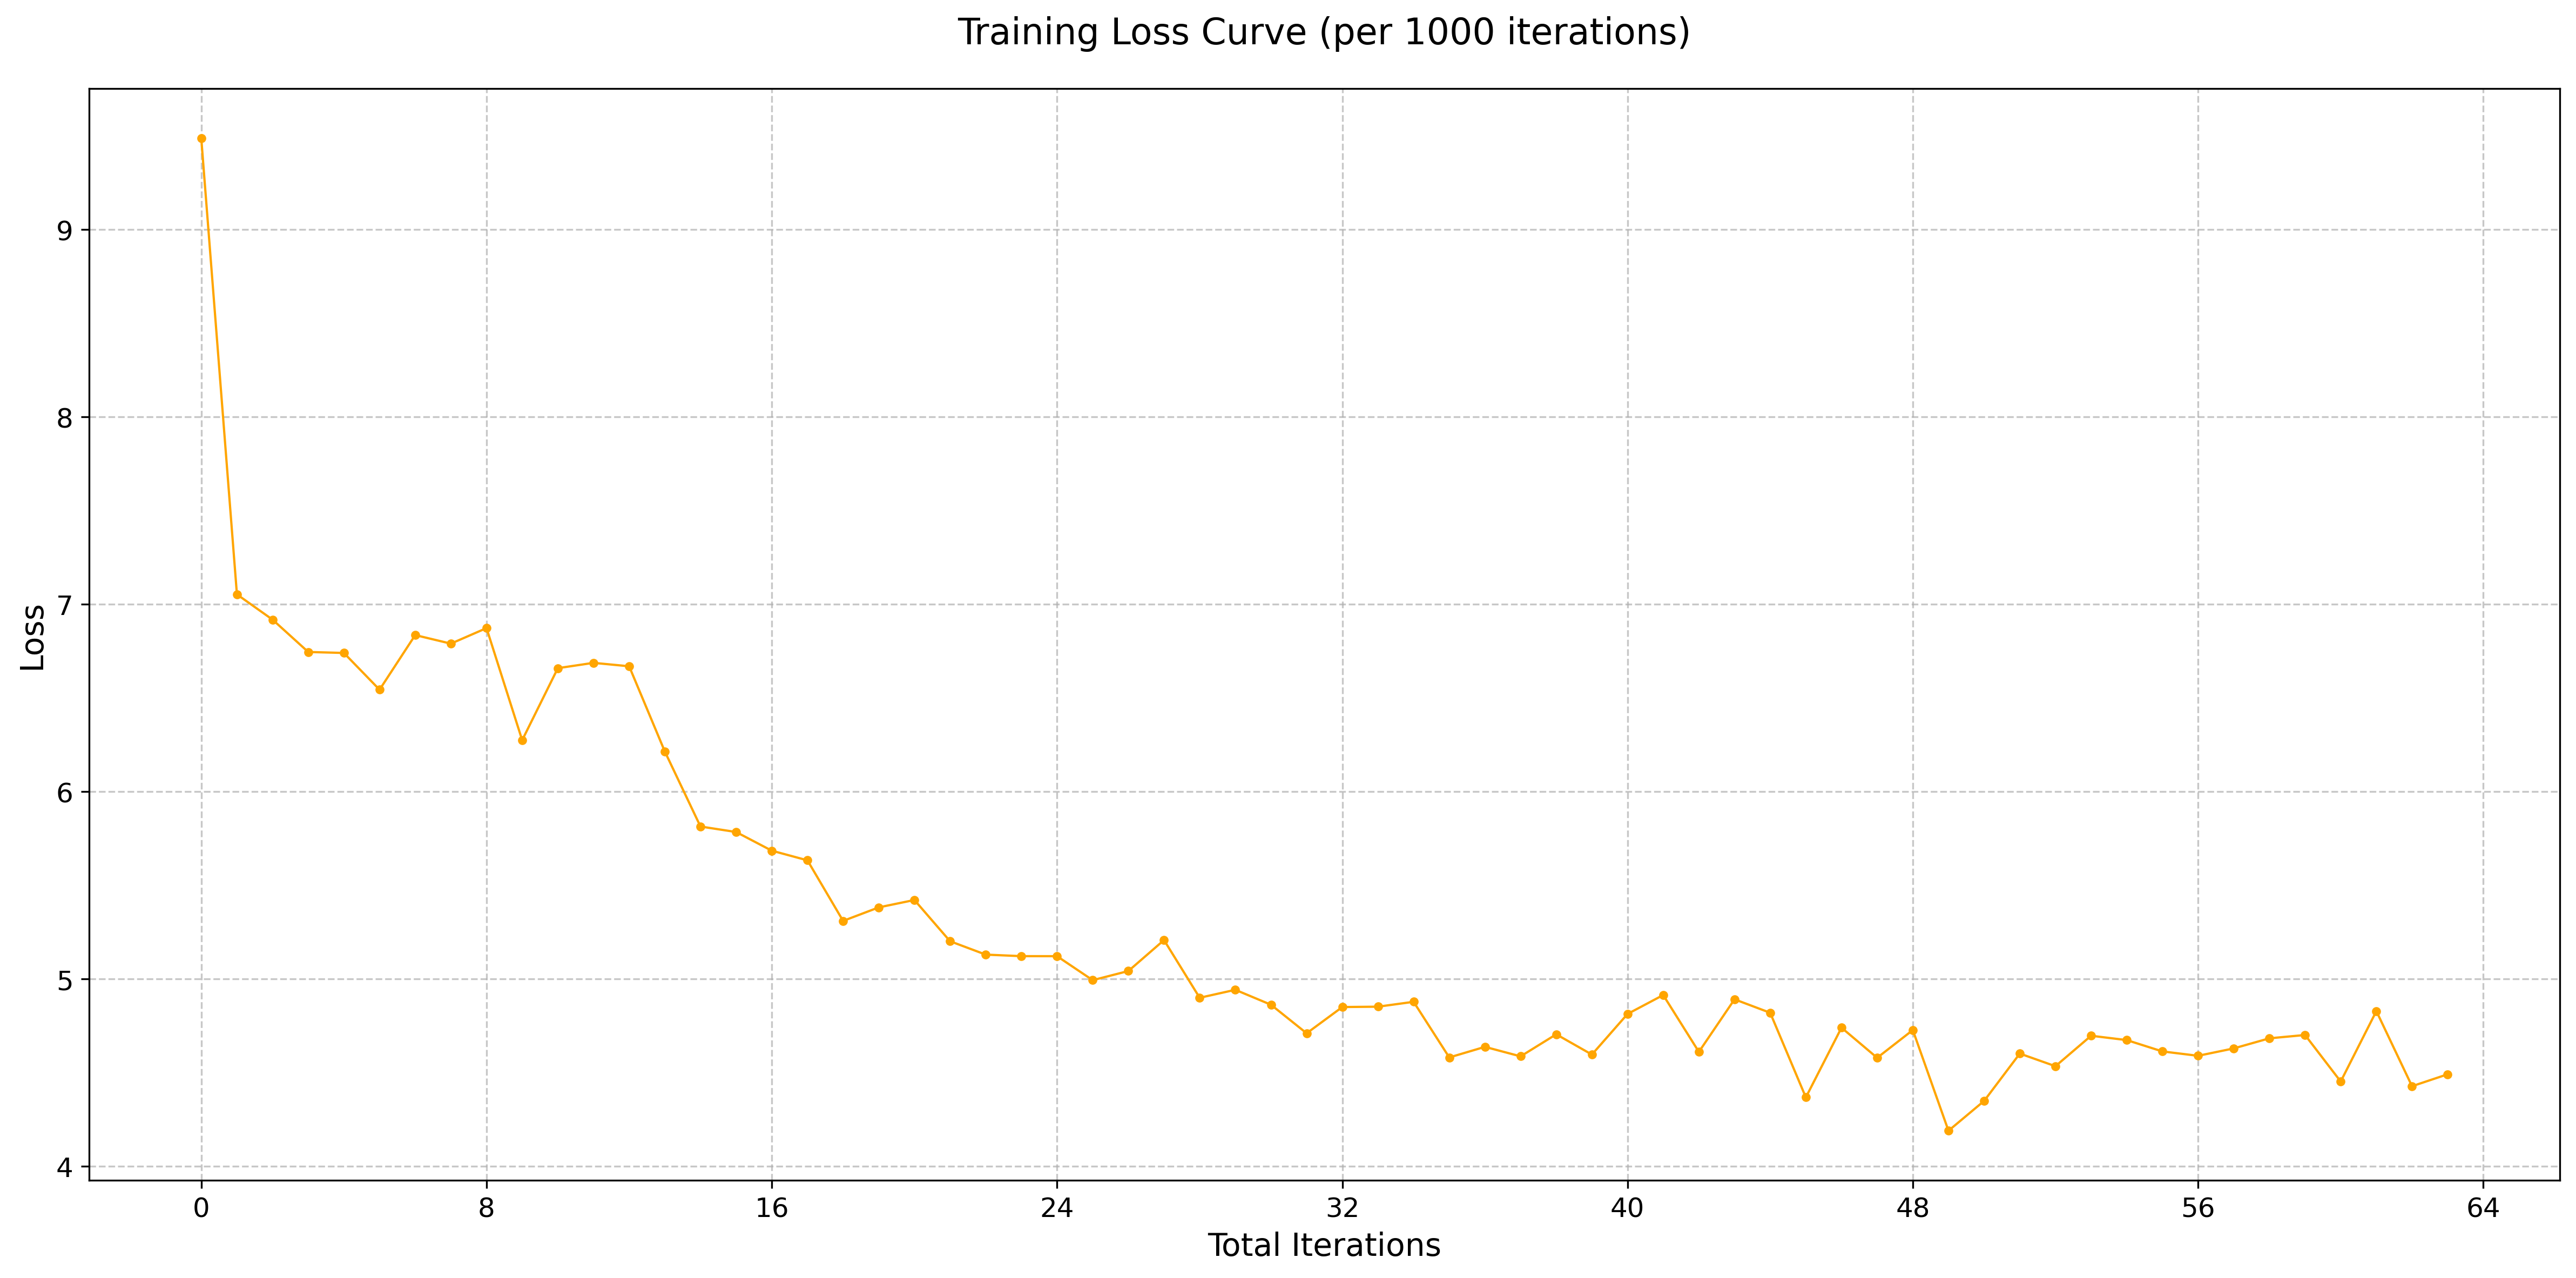 Training Loss Curve (per 1000 iterations)
Loss
9
8
7
6
5
4
0 8 16 24 32 40 48 56 64
Total Iterations